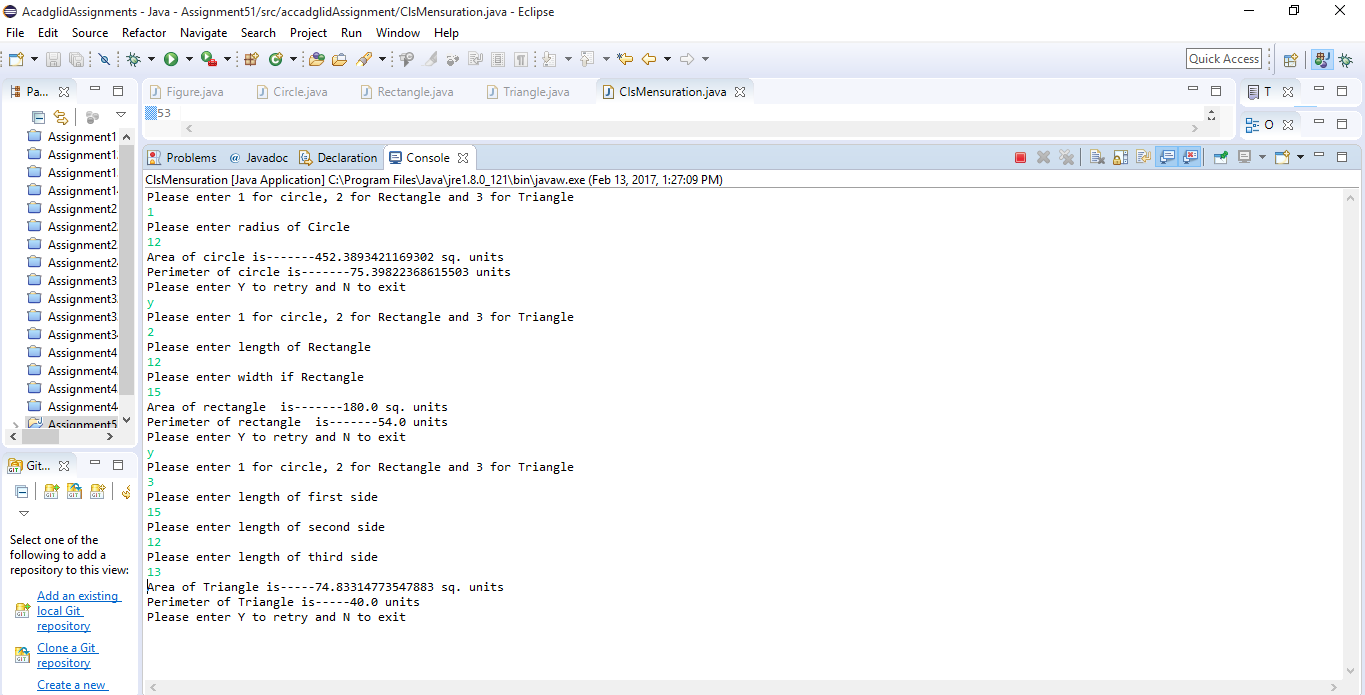 AcadglidAssignments - Java - Assignment51/src/accadglidAssignment/ClsMensuration.java - Eclipse
File Edit Source Refactor Navigate Search Project Run Window Help
Quick Access
Pa...
Figure.java Circle.java Rectangle.java Triangle.java ClsMensuration.java
T
53
O
Assignment1
Assignment1
Assignment1
Assignment1
Assignment2
Assignment2
Assignment2
Assignment2
Assignment3
Assignment3
Assignment3
Assignment3
Assignment4
Assignment4
Assignment4
Assignment4
Assignment5
Problems @ Javadoc Declaration Console
ClsMensuration [Java Application] C:\Program Files\Java\jre1.8.0_121\bin\javaw.exe (Feb 13, 2017, 1:27:09 PM)
Please enter 1 for circle, 2 for Rectangle and 3 for Triangle
1
Please enter radius of Circle
12
Area of circle is-------452.3893421169302 sq. units
Perimeter of circle is-------75.39822368615503 units
Please enter Y to retry and N to exit
y
Please enter 1 for circle, 2 for Rectangle and 3 for Triangle
2
Please enter length of Rectangle
12
Please enter width if Rectangle
15
Area of rectangle  is-------180.0 sq. units
Perimeter of rectangle  is-------54.0 units
Please enter Y to retry and N to exit
y
Please enter 1 for circle, 2 for Rectangle and 3 for Triangle
3
Please enter length of first side
15
Please enter length of second side
12
Please enter length of third side
13
Area of Triangle is-----74.83314773547883 sq. units
Perimeter of Triangle is-----40.0 units
Please enter Y to retry and N to exit
Git...
Select one of the
following to add a
repository to this view:
Add an existing
local Git
repository
Clone a Git
repository
Create a new